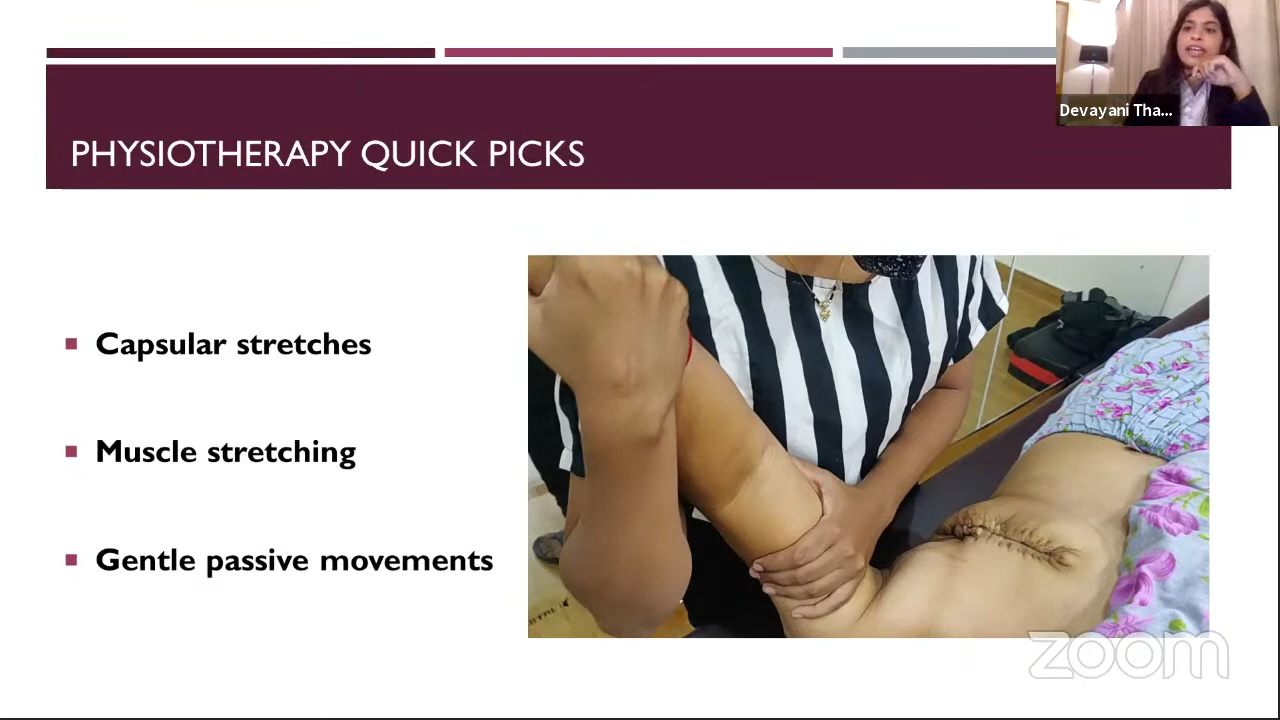 Devayani Tha...
PHYSIOTHERAPY QUICK PICKS
Capsular stretches
Muscle stretching
Gentle passive movements
zoom